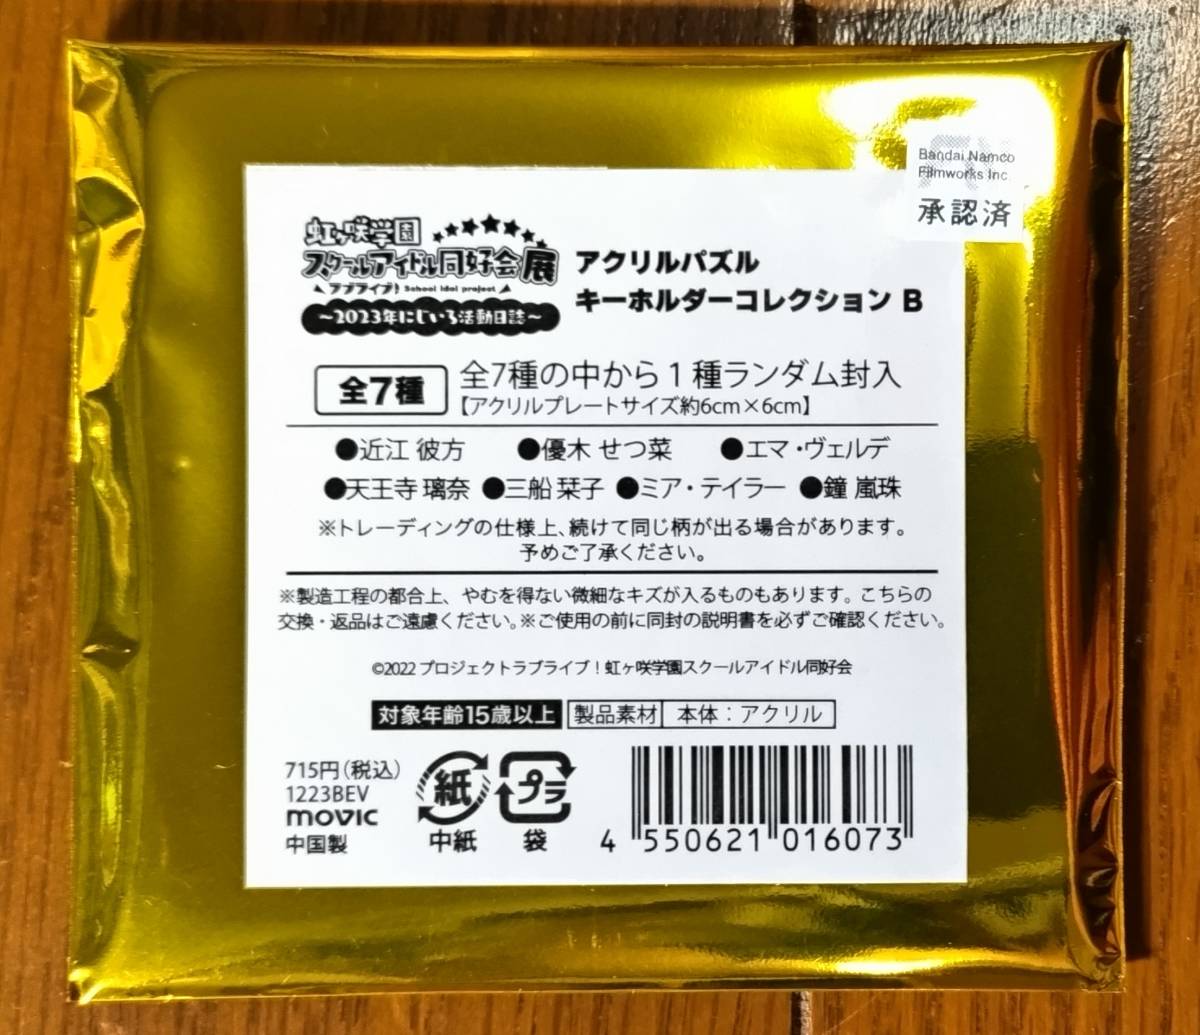 Bandai Namco
Filmworks Inc.
承認済
虹ヶ咲学園
スクールアイドル同好会展
ラブライブ! School idol project
～2023年にじいろ活動日誌～
アクリルパズル
キーホルダーコレクション B
全7種
全7種の中から1種ランダム封入
【アクリルプレートサイズ約6cm×6cm】
●近江 彼方 ●優木 せつ菜 ●エマ・ヴェルデ
●天王寺 璃奈 ●三船 栞子 ●ミア・テイラー ●鐘 嵐珠
※トレーディングの仕様上、続けて同じ柄が出る場合があります。
予めご了承ください。
※製造工程の都合上、やむを得ない微細なキズが入るものもあります。こちらの
交換・返品はご遠慮ください。※ご使用の前に同封の説明書を必ずご確認ください。
©2022 プロジェクトラブライブ！虹ヶ咲学園スクールアイドル同好会
対象年齢15歳以上 製品素材 本体：アクリル
715円(税込)
1223BEV
movic
中国製
紙
中紙
プラ
袋
4 550621 016073